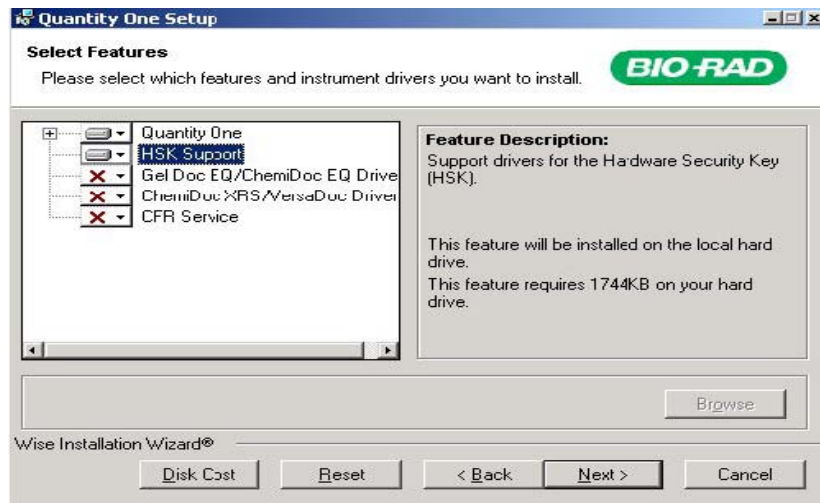 Quantity One Setup
Select Features
Please select which features and instrument drivers you want to install.
BIO-RAD
Quantity One
HSK Support
Gel Doc EQ/ChemiDoc EQ Drive
ChemiDoc XRS/VersaDoc Driver
CFR Service
Feature Description:
Support drivers for the Hardware Security Key
(HSK).
This feature will be installed on the local hard
drive.
This feature requires 1744KB on your hard
drive.
Browse
Wise Installation Wizard®
Disk Cost
Reset
< Back
Next >
Cancel